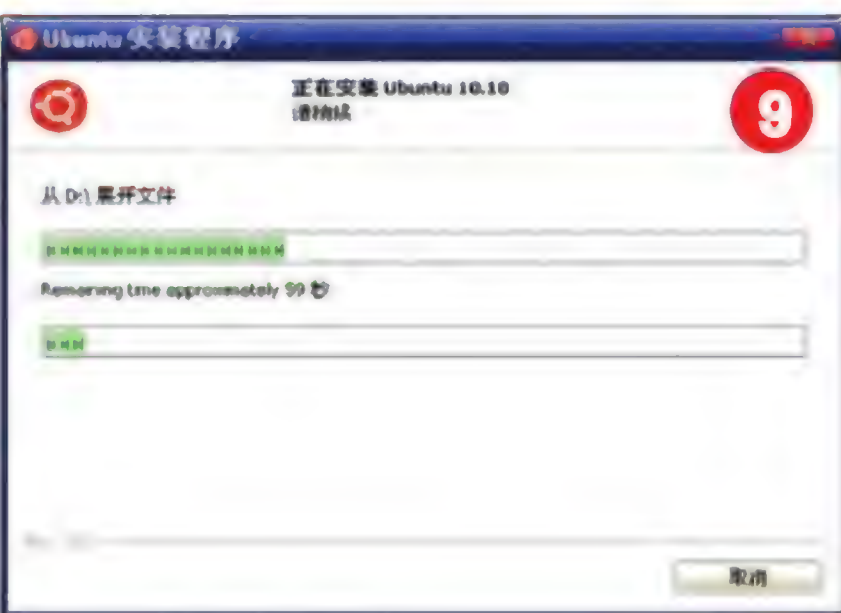 Ubuntu 安装程序
正在安装 Ubuntu 10.10
请稍候
9
从 D:\ 展开文件
Remaining time approximately 59 秒
取消